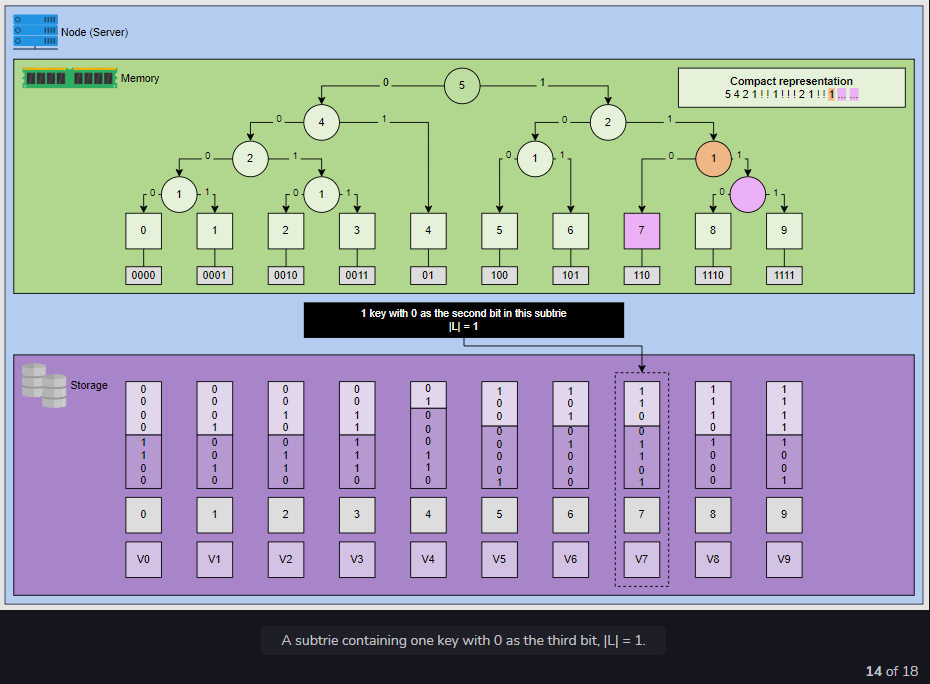 Node (Server)
Memory
Compact representation
5 4 2 1 ! ! 1 ! ! ! 2 1 ! ! 1 ... ...
5
0 1
4 2
0 1 0 1
2 1 1
0 1 0 1 0 1
1 1
0 1 0 1 0 1
0 1 2 3 4 5 6 7 8 9
0000 0001 0010 0011 01 100 101 110 1110 1111
1 key with 0 as the second bit in this subtrie
|L| = 1
Storage
0 0 0 0 0 1 1 1 1 1
0 0 0 0 1 0 0 1 1 1
0 0 1 1 0 0 1 0 1 1
0 1 0 1 0 0 0 0 0 1
1 0 0 1 0 0 1 1 1 1
1 0 1 1 1 0 0 1 0 0
0 1 1 1 1 0 0 0 0 0
0 0 0 0 0 1 0 1 0 1
0 1 2 3 4 5 6 7 8 9
V0 V1 V2 V3 V4 V5 V6 V7 V8 V9
A subtrie containing one key with 0 as the third bit, |L| = 1.
14 of 18